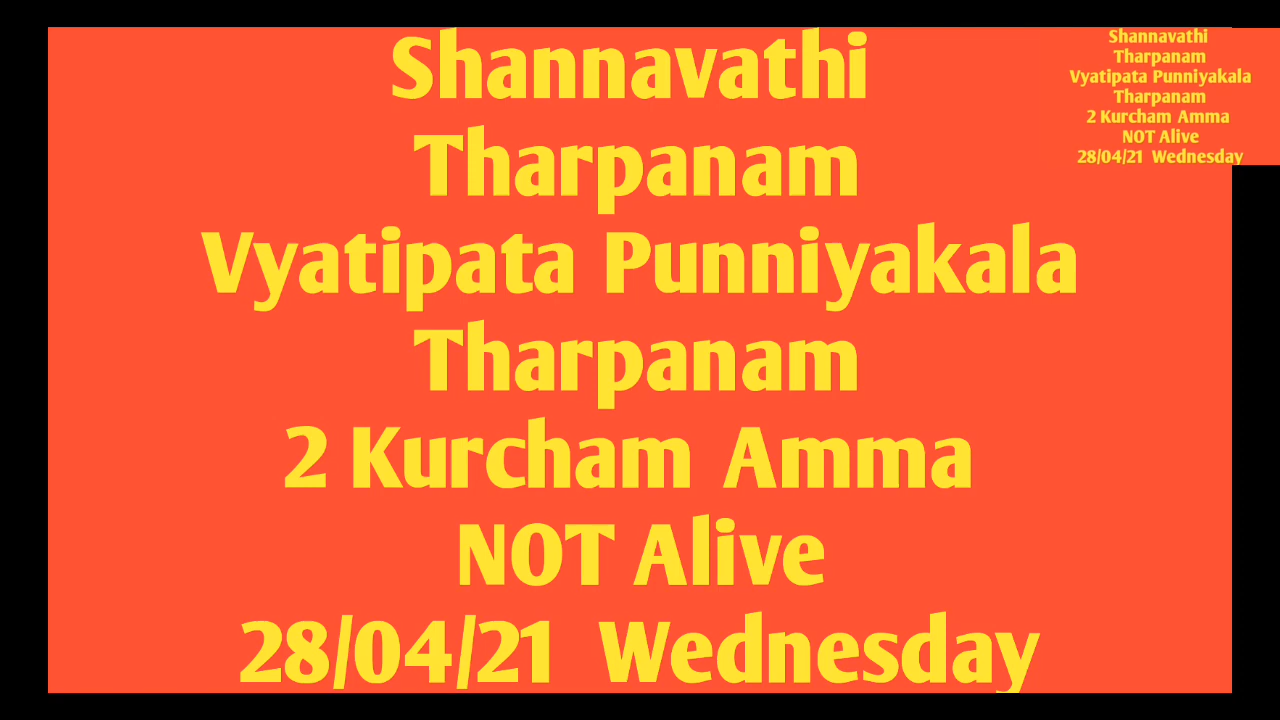 Shannavathi
Tharpanam
Vyatipata Punniyakala
Tharpanam
2 Kurcham Amma
NOT Alive
28/04/21 Wednesday
Shannavathi
Tharpanam
Vyatipata Punniyakala
Tharpanam
2 Kurcham Amma
NOT Alive
28/04/21 Wednesday